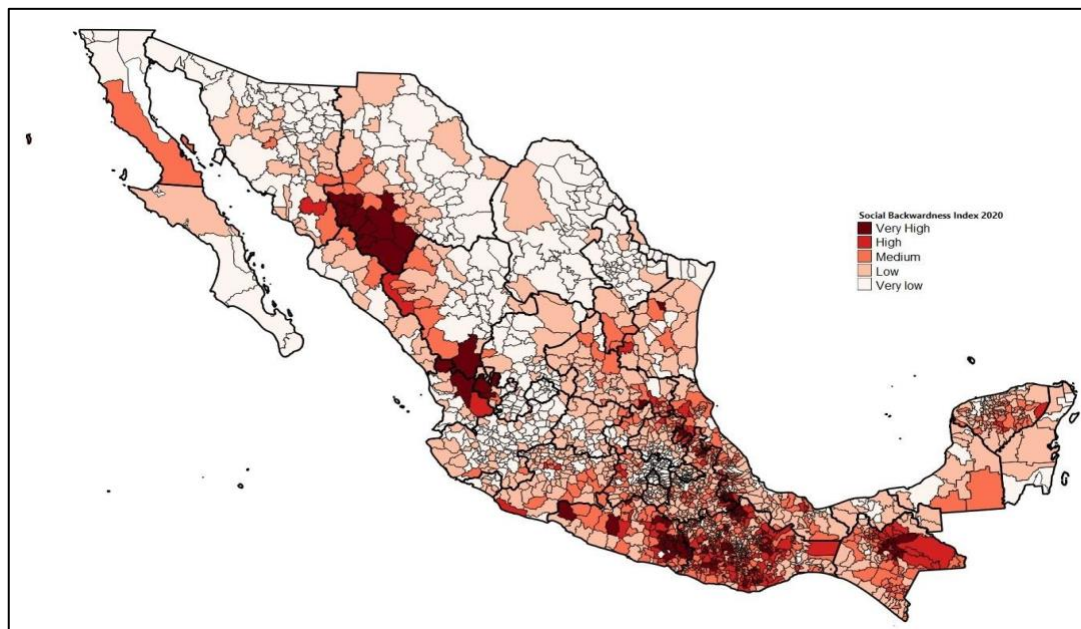 Social Backwardness Index 2020
Very High
High
Medium
Low
Very low